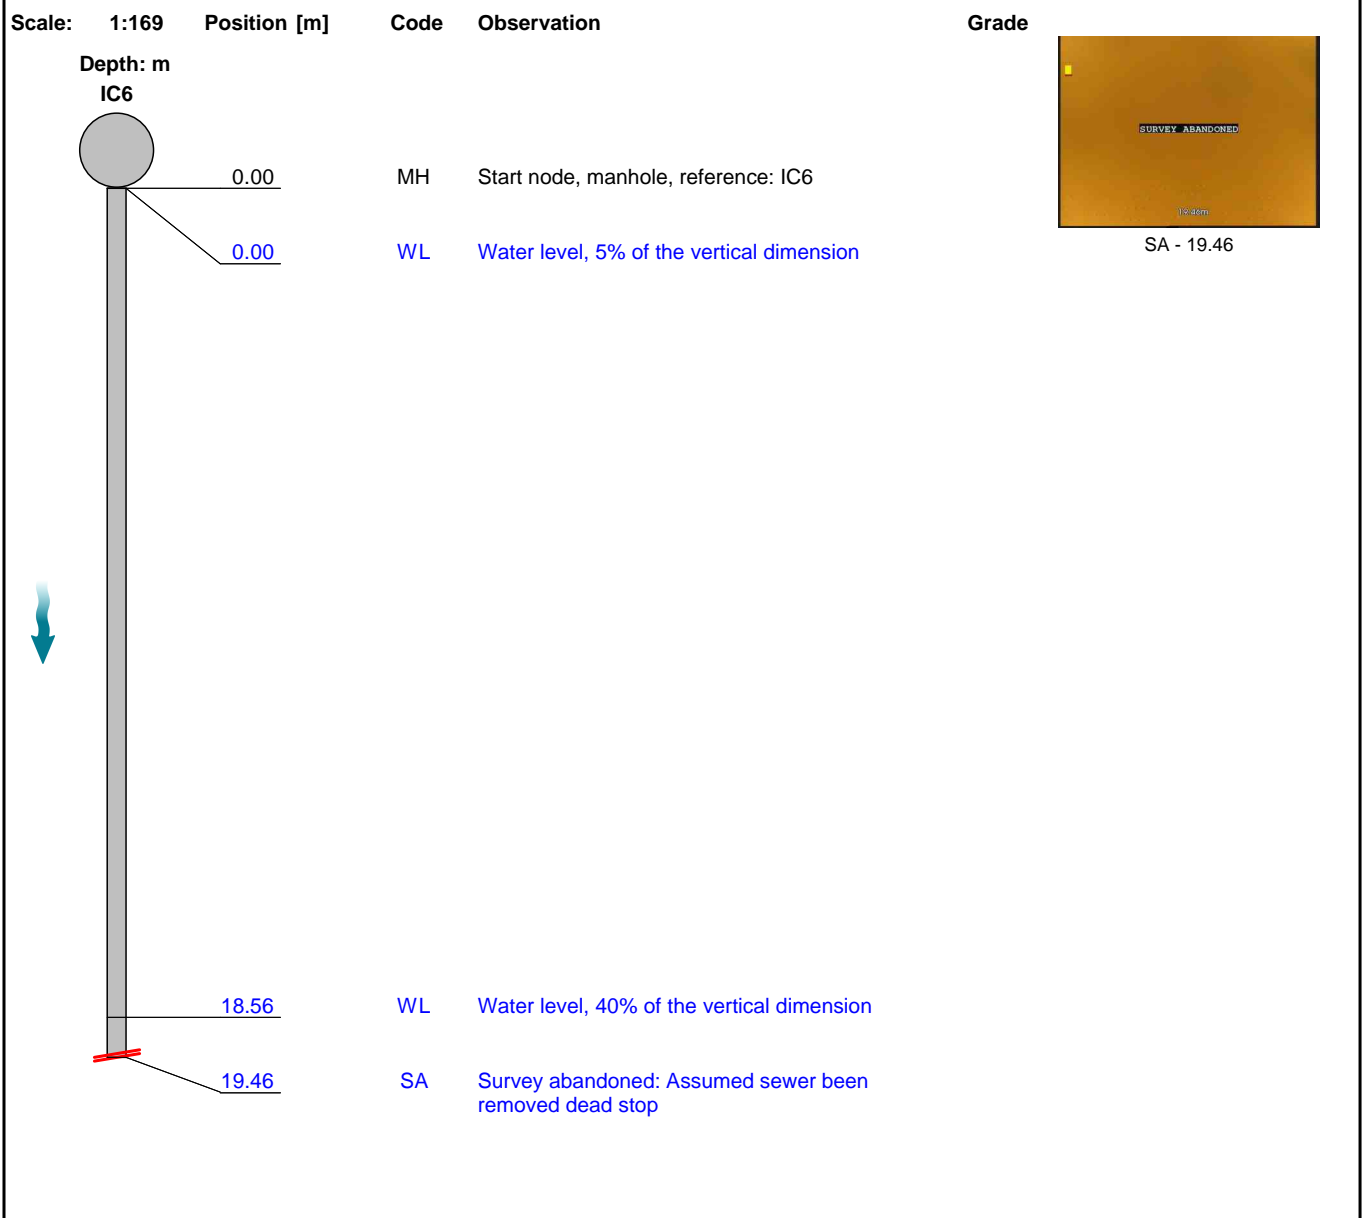 Scale: 1:169 Position [m] Code Observation Grade
Depth: m
IC6
SURVEY ABANDONED
0.00 MH Start node, manhole, reference: IC6
19.46m
0.00 WL Water level, 5% of the vertical dimension
SA - 19.46
18.56 WL Water level, 40% of the vertical dimension
19.46 SA Survey abandoned: Assumed sewer been
removed dead stop